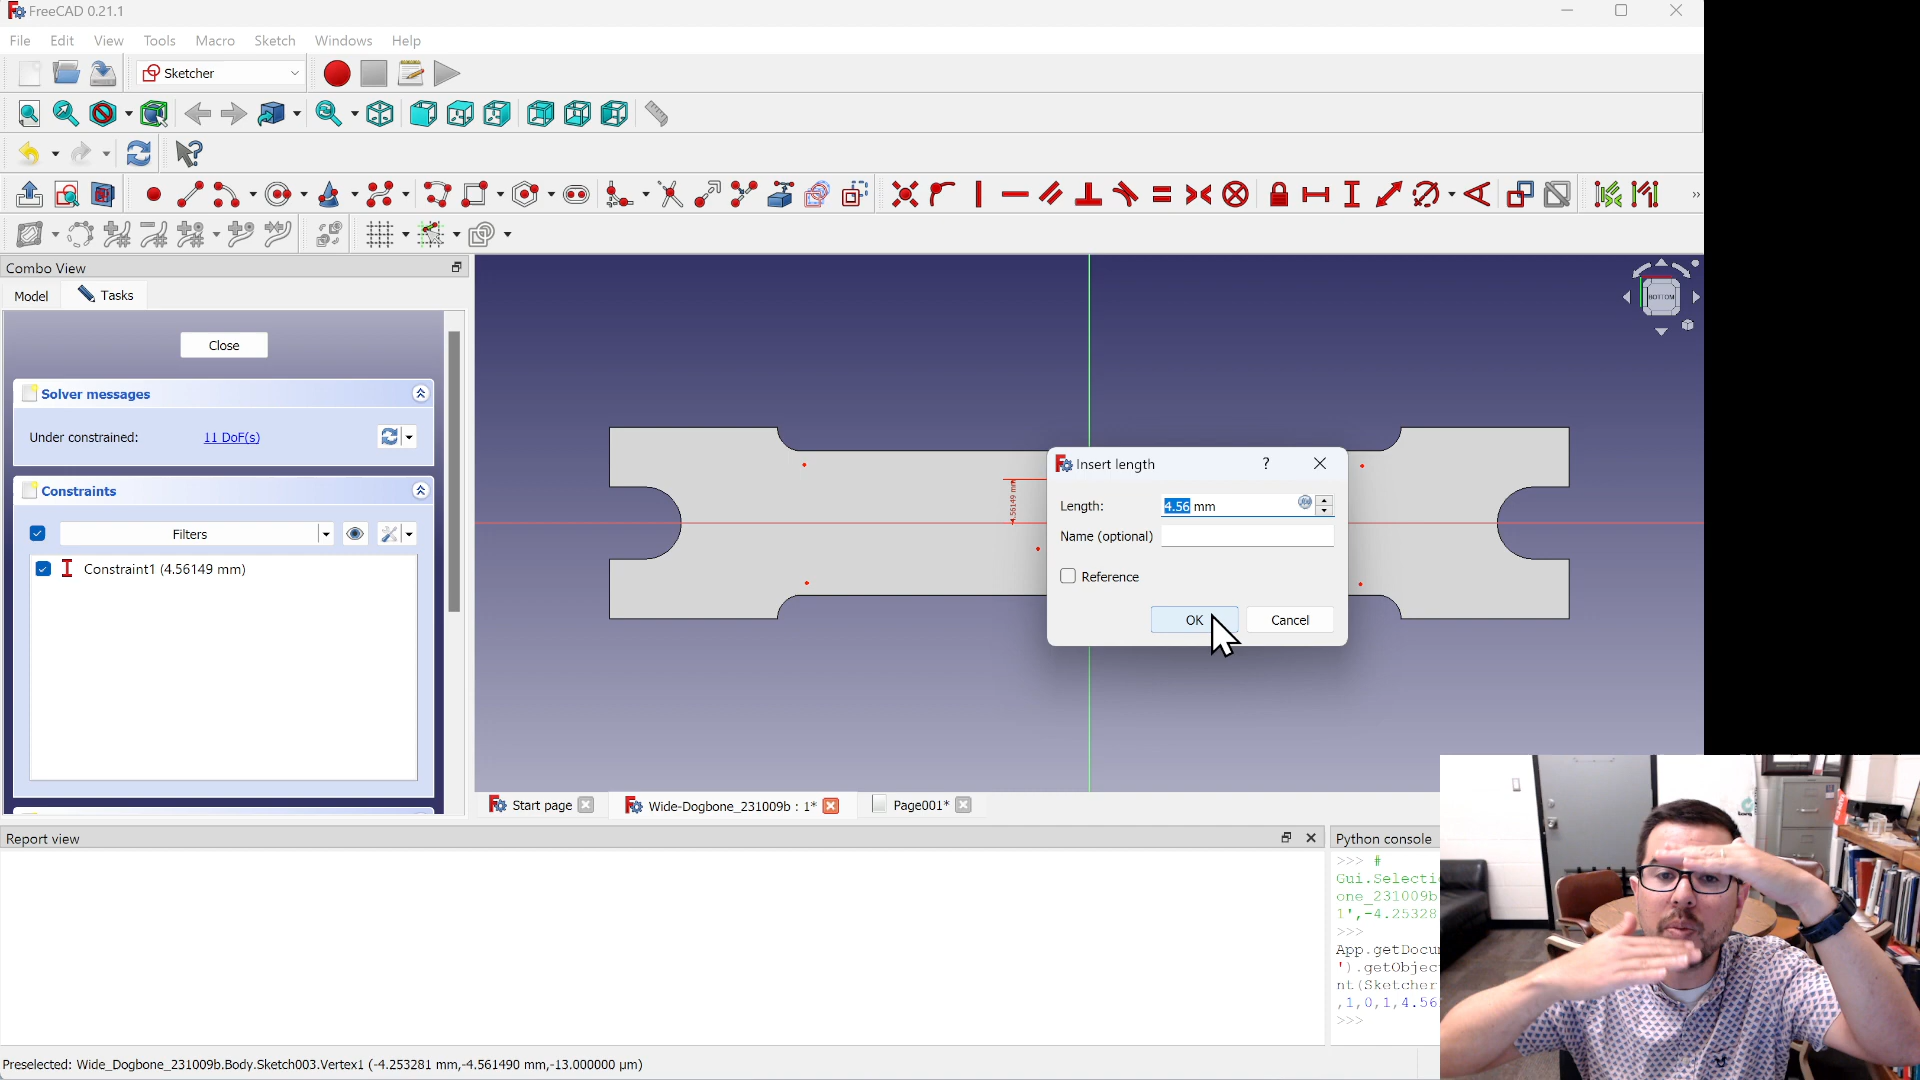 FreeCAD 0.21.1
File Edit View Tools Macro Sketch Windows Help
Sketcher
Combo View
Model Tasks
Close
Solver messages
Under constrained: 11 DoF(s)
Constraints
Filters
Constraint1 (4.56149 mm)
4.56149 mm
BOTTOM
Insert length ?
Length: 4.56 mm
Name (optional)
Reference
OK Cancel
Start page Wide-Dogbone_231009b : 1* Page001*
Report view
Python console
>>> #
Gui.Selecti
one_231009b
1',-4.25328
>>>
App.getDocu
').getObjec
nt(Sketcher
,1,0,1,4.56
>>>
Preselected: Wide_Dogbone_231009b.Body.Sketch003.Vertex1 (-4.253281 mm,-4.561490 mm,-13.000000 µm)